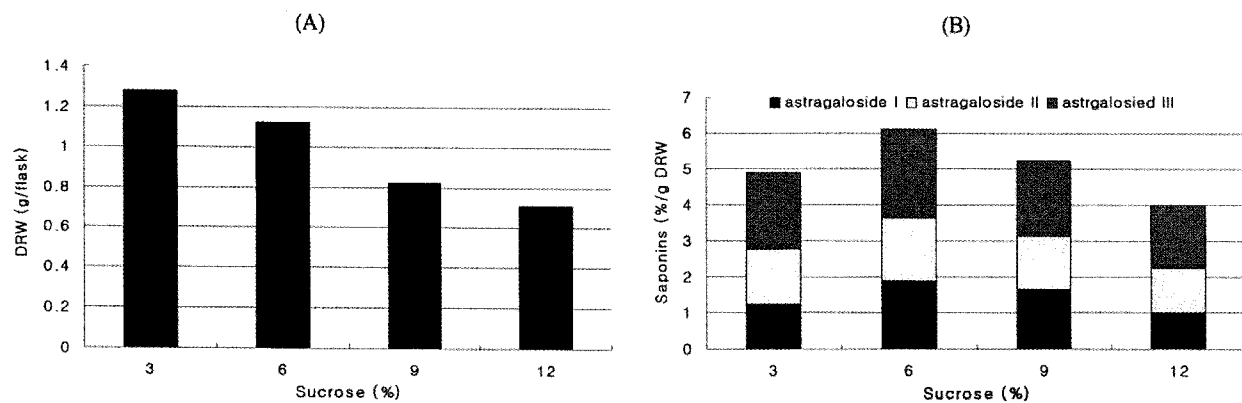 (A)
DRW (g/flask)
1.4
1.2
1
0.8
0.6
0.4
0.2
0
3 6 9 12
Sucrose (%)
(B)
Saponins (%/g DRW
7
6
5
4
3
2
1
0
astragaloside I astragaloside II astrgalosied III
3 6 9 12
Sucrose (%)